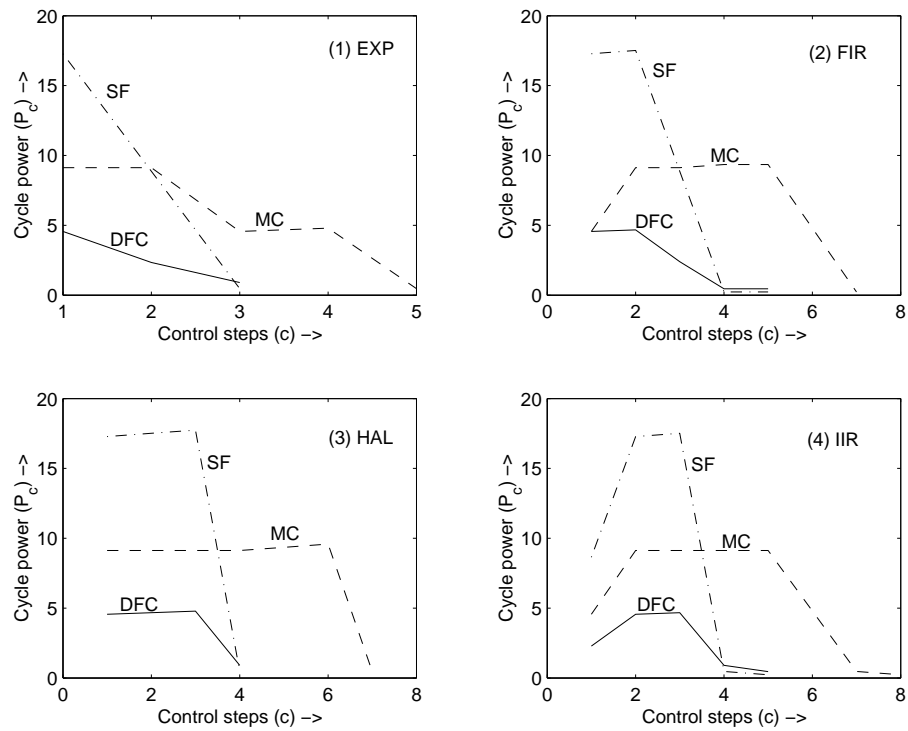 20
15
10
5
0
Cycle power (P_c) −>
(1) EXP
SF
MC
DFC
1
2
3
4
5
Control steps (c) −>
20
15
10
5
0
Cycle power (P_c) −>
(2) FIR
SF
MC
DFC
0
2
4
6
8
Control steps (c) −>
20
15
10
5
0
Cycle power (P_c) −>
(3) HAL
SF
MC
DFC
0
2
4
6
8
Control steps (c) −>
20
15
10
5
0
Cycle power (P_c) −>
(4) IIR
SF
MC
DFC
0
2
4
6
8
Control steps (c) −>